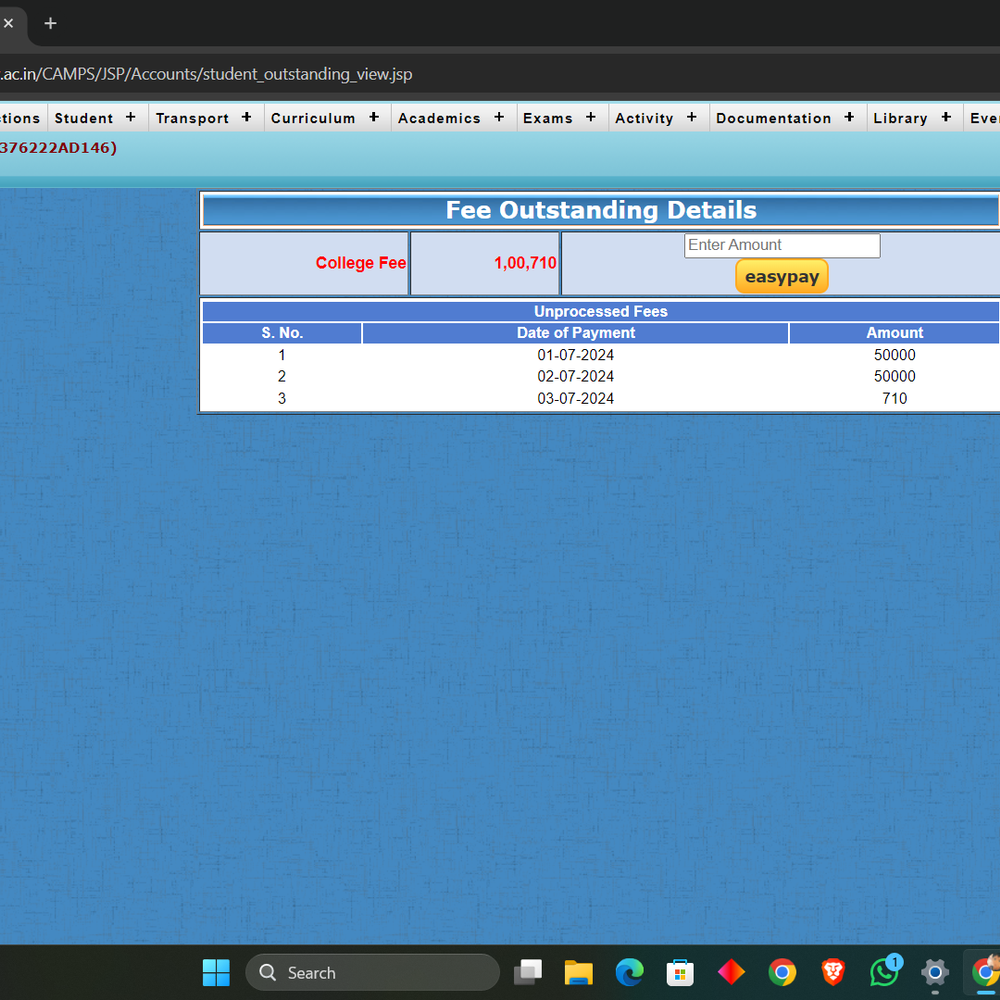 .ac.in/CAMPS/JSP/Accounts/student_outstanding_view.jsp
ctions Student + Transport + Curriculum + Academics + Exams + Activity + Documentation + Library + Eve
376222AD146)
Fee Outstanding Details
College Fee 1,00,710 Enter Amount
easypay
Unprocessed Fees
S. No. Date of Payment Amount
1 01-07-2024 50000
2 02-07-2024 50000
3 03-07-2024 710
Search
1